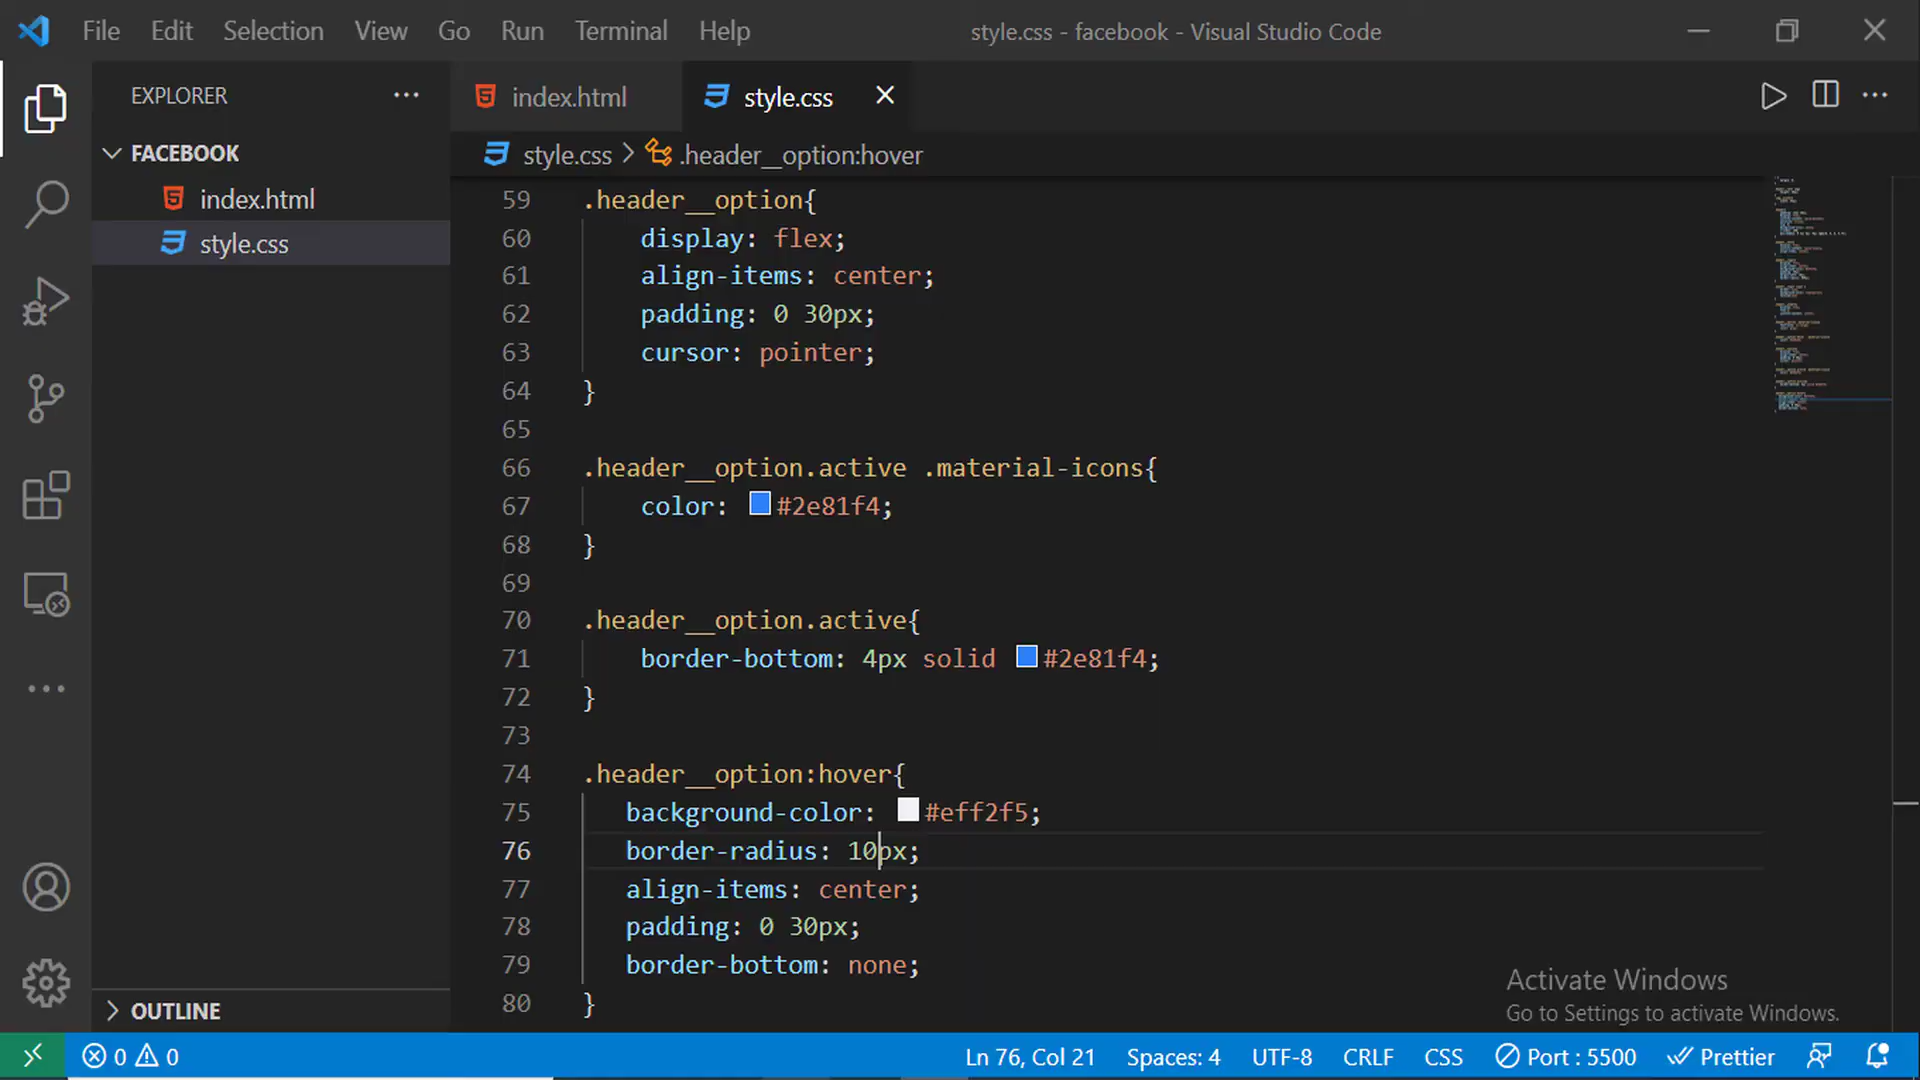 File Edit Selection View Go Run Terminal Help
style.css - facebook - Visual Studio Code
EXPLORER
FACEBOOK
index.html
style.css
OUTLINE
index.html
style.css
style.css > .header__option:hover
59 .header__option{
60 display: flex;
61 align-items: center;
62 padding: 0 30px;
63 cursor: pointer;
64 }
65
66 .header__option.active .material-icons{
67 color: #2e81f4;
68 }
69
70 .header__option.active{
71 border-bottom: 4px solid #2e81f4;
72 }
73
74 .header__option:hover{
75 background-color: #eff2f5;
76 border-radius: 10px;
77 align-items: center;
78 padding: 0 30px;
79 border-bottom: none;
80 }
Activate Windows
Go to Settings to activate Windows.
0 0
Ln 76, Col 21 Spaces: 4 UTF-8 CRLF CSS Port : 5500 Prettier